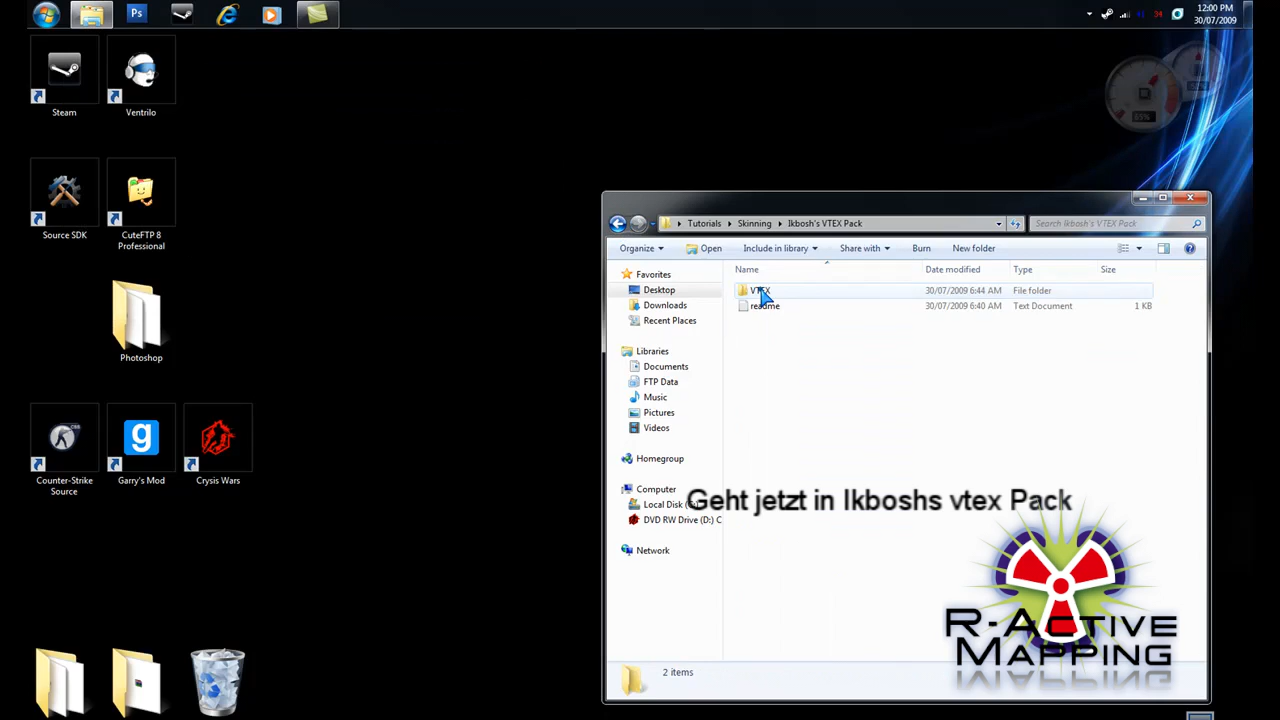 Ps
12:00 PM
30/07/2009
Steam
Ventrilo
Source SDK
CuteFTP 8
Professional
Photoshop
Counter-Strike
Source
Garry's Mod
Crysis Wars
Tutorials Skinning Ikbosh's VTEX Pack
Search Ikbosh's VTEX Pack
Organize Open Include in library Share with Burn New folder
Name Date modified Type Size
Favorites
Desktop
Downloads
Recent Places
Libraries
Documents
FTP Data
Music
Pictures
Videos
Homegroup
Computer
Local Disk
DVD RW Drive (D:) C
Network
VTEX 30/07/2009 6:44 AM File folder
readme 30/07/2009 6:40 AM Text Document 1 KB
Geht jetzt in Ikboshs vtex Pack
R-Active
Mapping
2 items